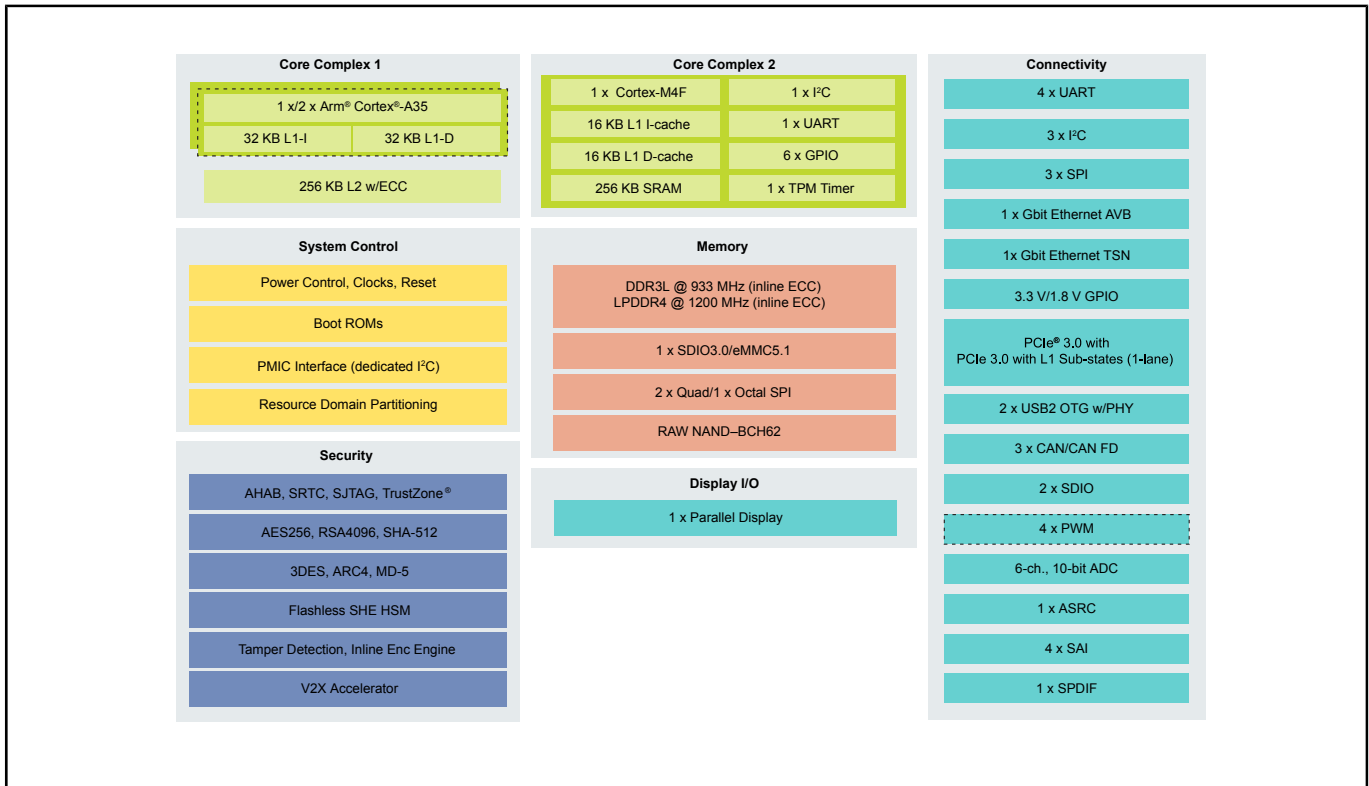 Core Complex 1
1 x/2 x Arm® Cortex®-A35
32 KB L1-I
32 KB L1-D
256 KB L2 w/ECC
Core Complex 2
1 x Cortex-M4F
1 x I²C
16 KB L1 I-cache
1 x UART
16 KB L1 D-cache
6 x GPIO
256 KB SRAM
1 x TPM Timer
Connectivity
4 x UART
3 x I²C
3 x SPI
1 x Gbit Ethernet AVB
1x Gbit Ethernet TSN
3.3 V/1.8 V GPIO
PCIe® 3.0 with
PCIe 3.0 with L1 Sub-states (1-lane)
2 x USB2 OTG w/PHY
3 x CAN/CAN FD
2 x SDIO
4 x PWM
6-ch., 10-bit ADC
1 x ASRC
4 x SAI
1 x SPDIF
System Control
Power Control, Clocks, Reset
Boot ROMs
PMIC Interface (dedicated I²C)
Resource Domain Partitioning
Memory
DDR3L @ 933 MHz (inline ECC)
LPDDR4 @ 1200 MHz (inline ECC)
1 x SDIO3.0/eMMC5.1
2 x Quad/1 x Octal SPI
RAW NAND–BCH62
Security
AHAB, SRTC, SJTAG, TrustZone®
AES256, RSA4096, SHA-512
3DES, ARC4, MD-5
Flashless SHE HSM
Tamper Detection, Inline Enc Engine
V2X Accelerator
Display I/O
1 x Parallel Display